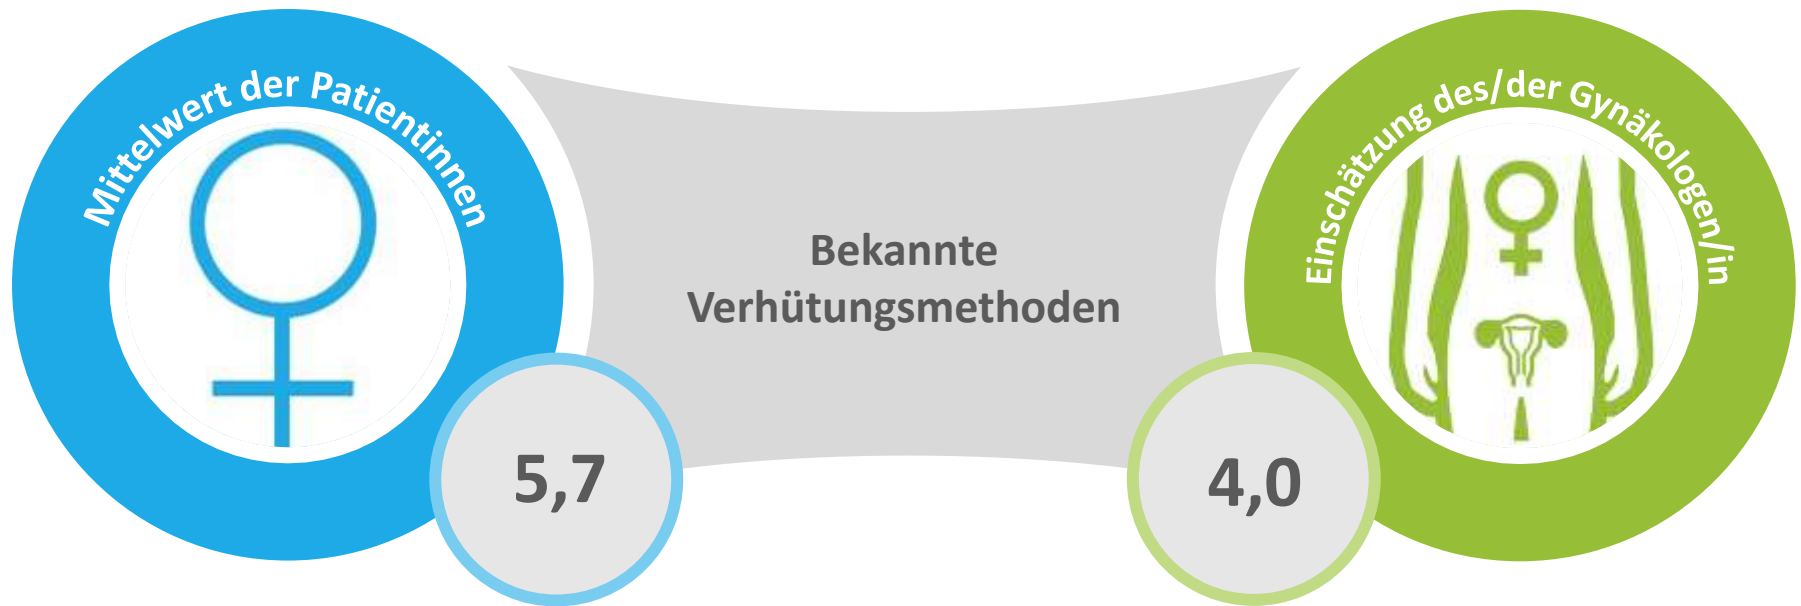 Mittelwert der Patientinnen
Einschätzung des/der Gynäkologen/in
Bekannte
Verhütungsmethoden
5,7
4,0